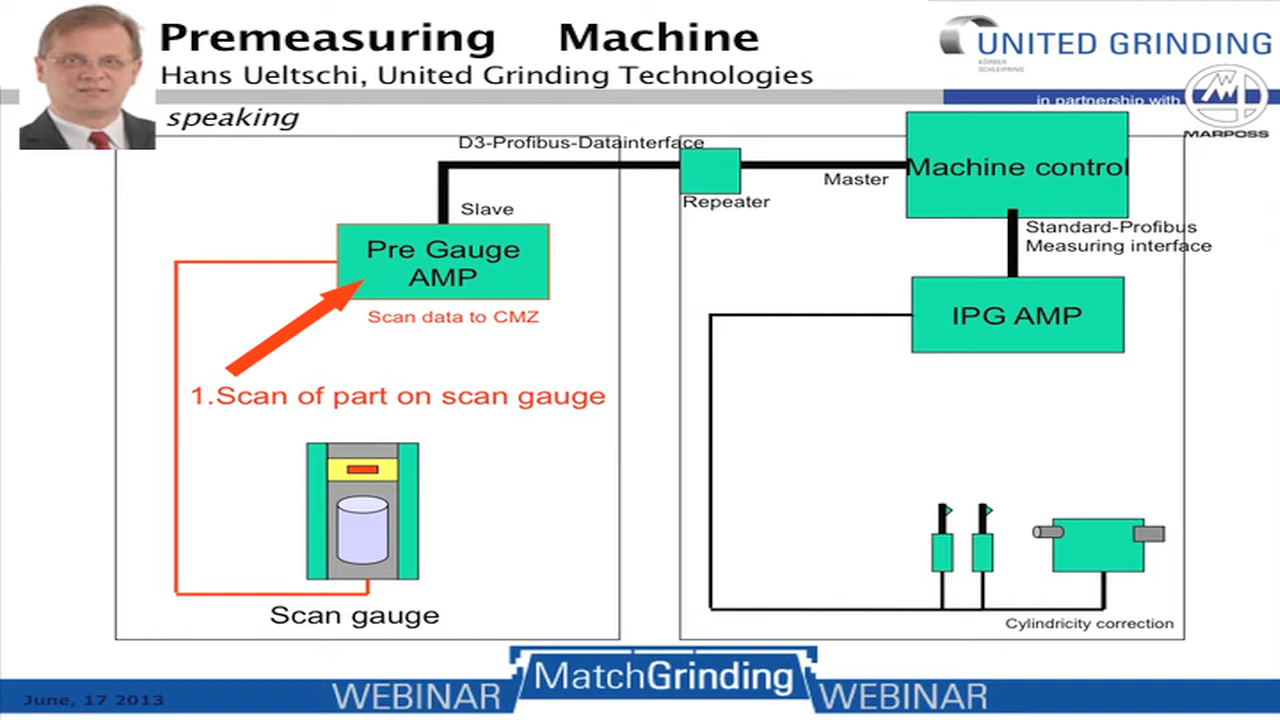 Premeasuring Machine
Hans Ueltschi, United Grinding Technologies
speaking
UNITED GRINDING
KÖRBER
SCHLEIFRING
in partnership with
MARPOSS
D3-Profibus-Datainterface
Machine control
Master
Repeater
Slave
Standard-Profibus
Measuring interface
Pre Gauge
AMP
IPG AMP
Scan data to CMZ
1.Scan of part on scan gauge
Scan gauge
Cylindricity correction
June, 17 2013
WEBINAR
MatchGrinding
WEBINAR